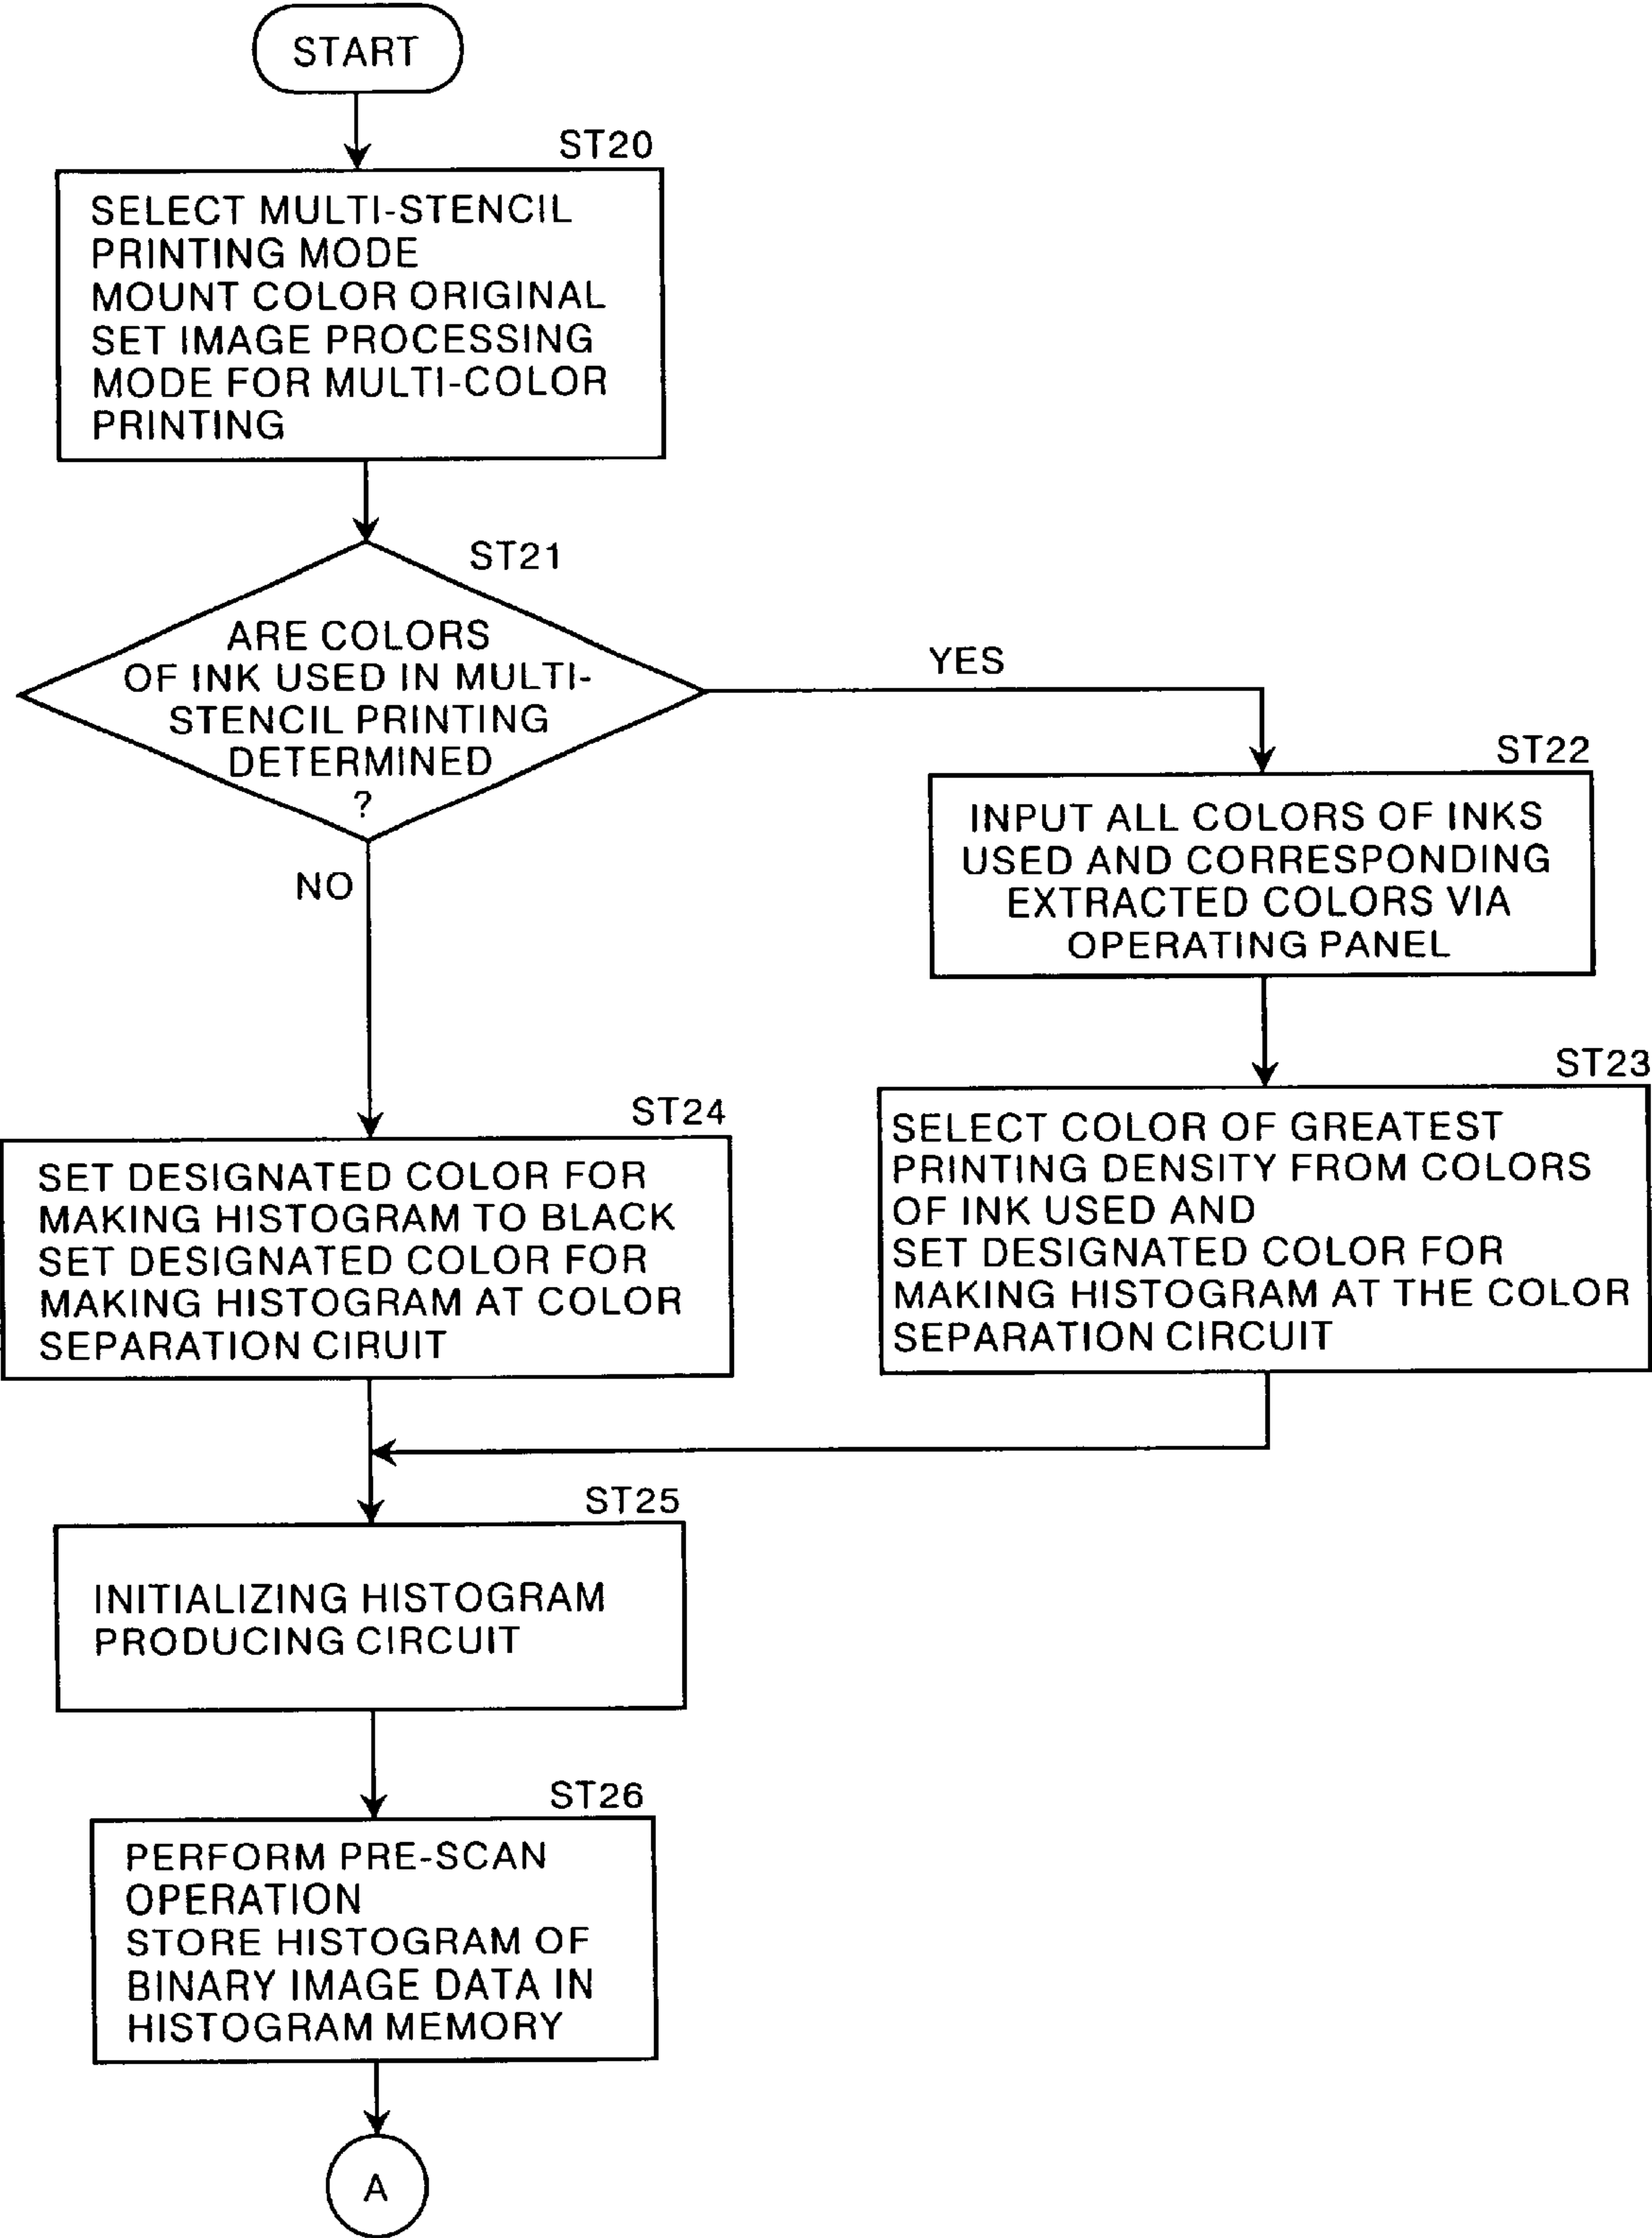 START
ST20
SELECT MULTI-STENCIL
PRINTING MODE
MOUNT COLOR ORIGINAL
SET IMAGE PROCESSING
MODE FOR MULTI-COLOR
PRINTING
ST21
ARE COLORS
OF INK USED IN MULTI-
STENCIL PRINTING
DETERMINED
?
YES
NO
ST22
INPUT ALL COLORS OF INKS
USED AND CORRESPONDING
EXTRACTED COLORS VIA
OPERATING PANEL
ST23
SELECT COLOR OF GREATEST
PRINTING DENSITY FROM COLORS
OF INK USED AND
SET DESIGNATED COLOR FOR
MAKING HISTOGRAM AT THE COLOR
SEPARATION CIRCUIT
ST24
SET DESIGNATED COLOR FOR
MAKING HISTOGRAM TO BLACK
SET DESIGNATED COLOR FOR
MAKING HISTOGRAM AT COLOR
SEPARATION CIRUIT
ST25
INITIALIZING HISTOGRAM
PRODUCING CIRCUIT
ST26
PERFORM PRE-SCAN
OPERATION
STORE HISTOGRAM OF
BINARY IMAGE DATA IN
HISTOGRAM MEMORY
A